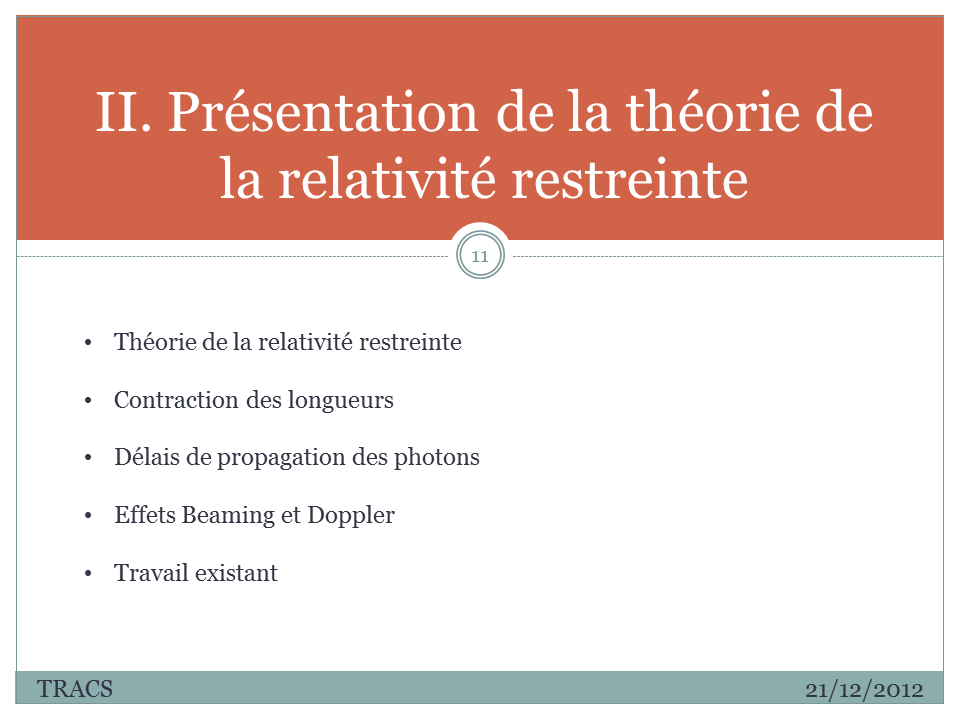 II. Présentation de la théorie de
la relativité restreinte
11
• Théorie de la relativité restreinte
• Contraction des longueurs
• Délais de propagation des photons
• Effets Beaming et Doppler
• Travail existant
TRACS 21/12/2012